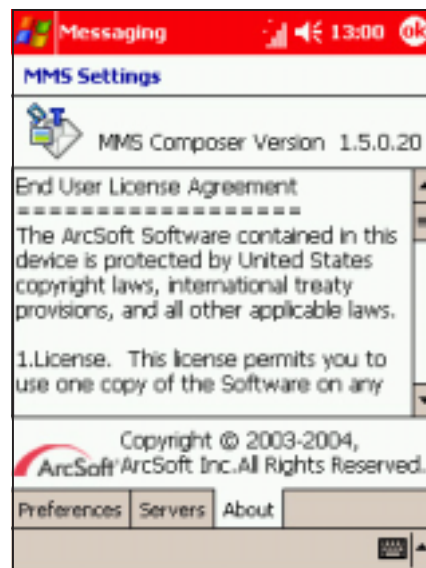 Messaging 13:00 ok
MMS Settings
MMS Composer Version 1.5.0.20
End User License Agreement
===================
The ArcSoft Software contained in this
device is protected by United States
copyright laws, international treaty
provisions, and all other applicable laws.
1.License. This license permits you to
use one copy of the Software on any
Copyright © 2003-2004,
ArcSoft ArcSoft Inc.All Rights Reserved.
Preferences Servers About